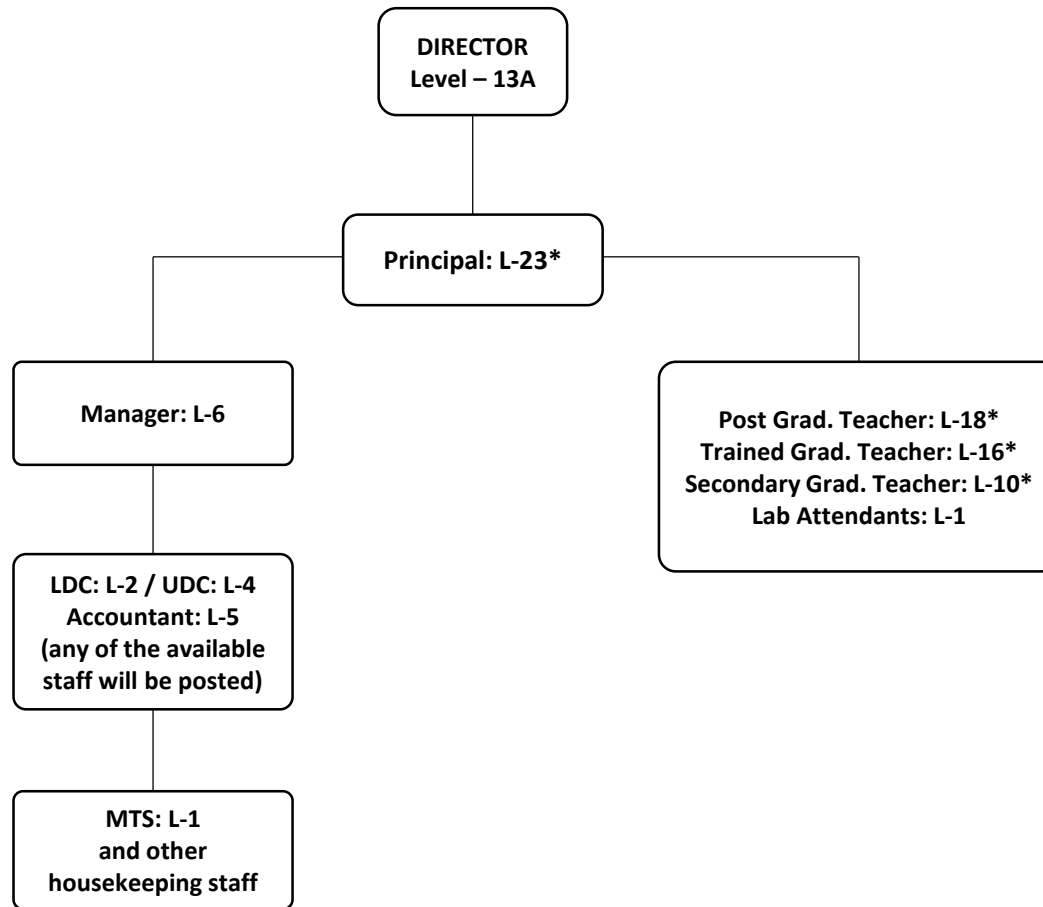 DIRECTOR
Level – 13A
Principal: L-23*
Manager: L-6
Post Grad. Teacher: L-18*
Trained Grad. Teacher: L-16*
Secondary Grad. Teacher: L-10*
Lab Attendants: L-1
LDC: L-2 / UDC: L-4
Accountant: L-5
(any of the available
staff will be posted)
MTS: L-1
and other
housekeeping staff